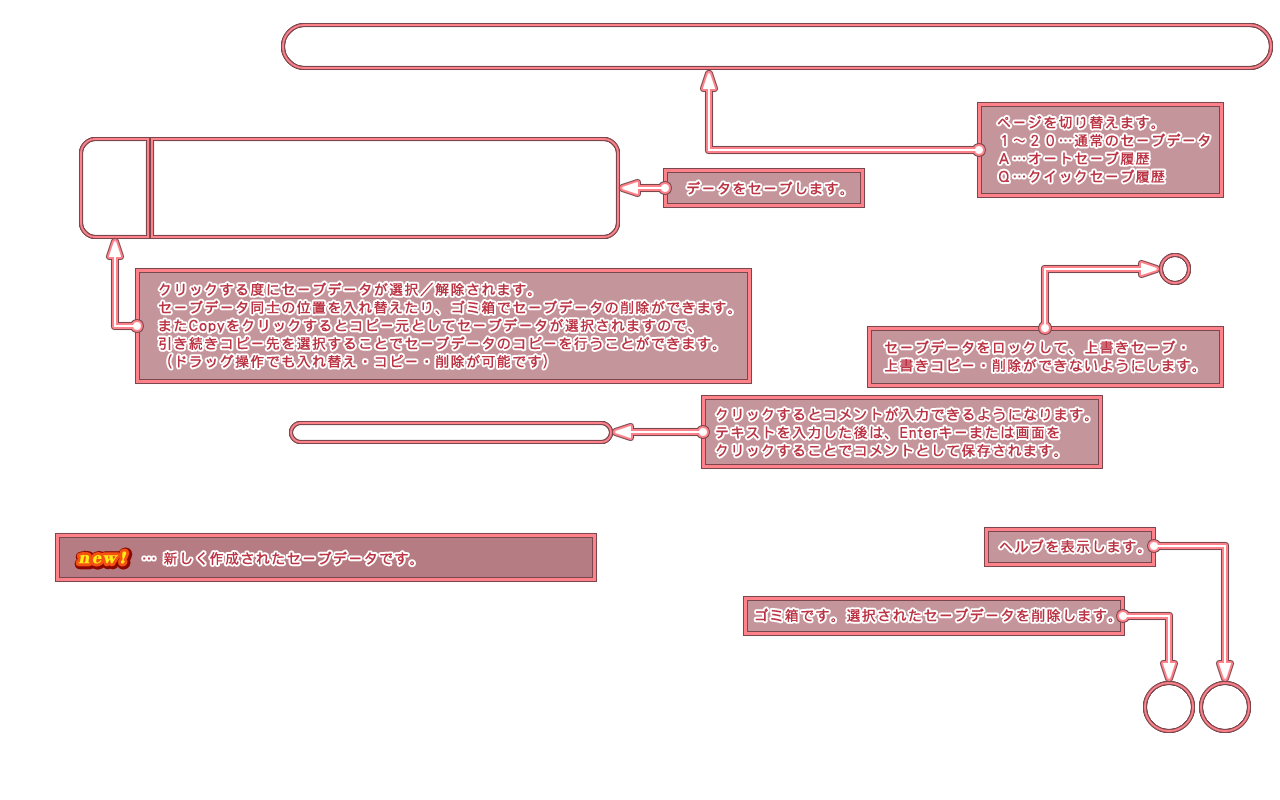 ページを切り替えます。
１～２０…通常のセーブデータ
Ａ…オートセーブ履歴
Ｑ…クイックセーブ履歴
データをセーブします。
クリックする度にセーブデータが選択／解除されます。
セーブデータ同士の位置を入れ替えたり、ゴミ箱でセーブデータの削除ができます。
またCopyをクリックするとコピー元としてセーブデータが選択されますので、
引き続きコピー先を選択することでセーブデータのコピーを行うことができます。
（ドラッグ操作でも入れ替え・コピー・削除が可能です）
セーブデータをロックして、上書きセーブ・
上書きコピー・削除ができないようにします。
クリックするとコメントが入力できるようになります。
テキストを入力した後は、Enterキーまたは画面を
クリックすることでコメントとして保存されます。
new! … 新しく作成されたセーブデータです。
ヘルプを表示します。
ゴミ箱です。選択されたセーブデータを削除します。